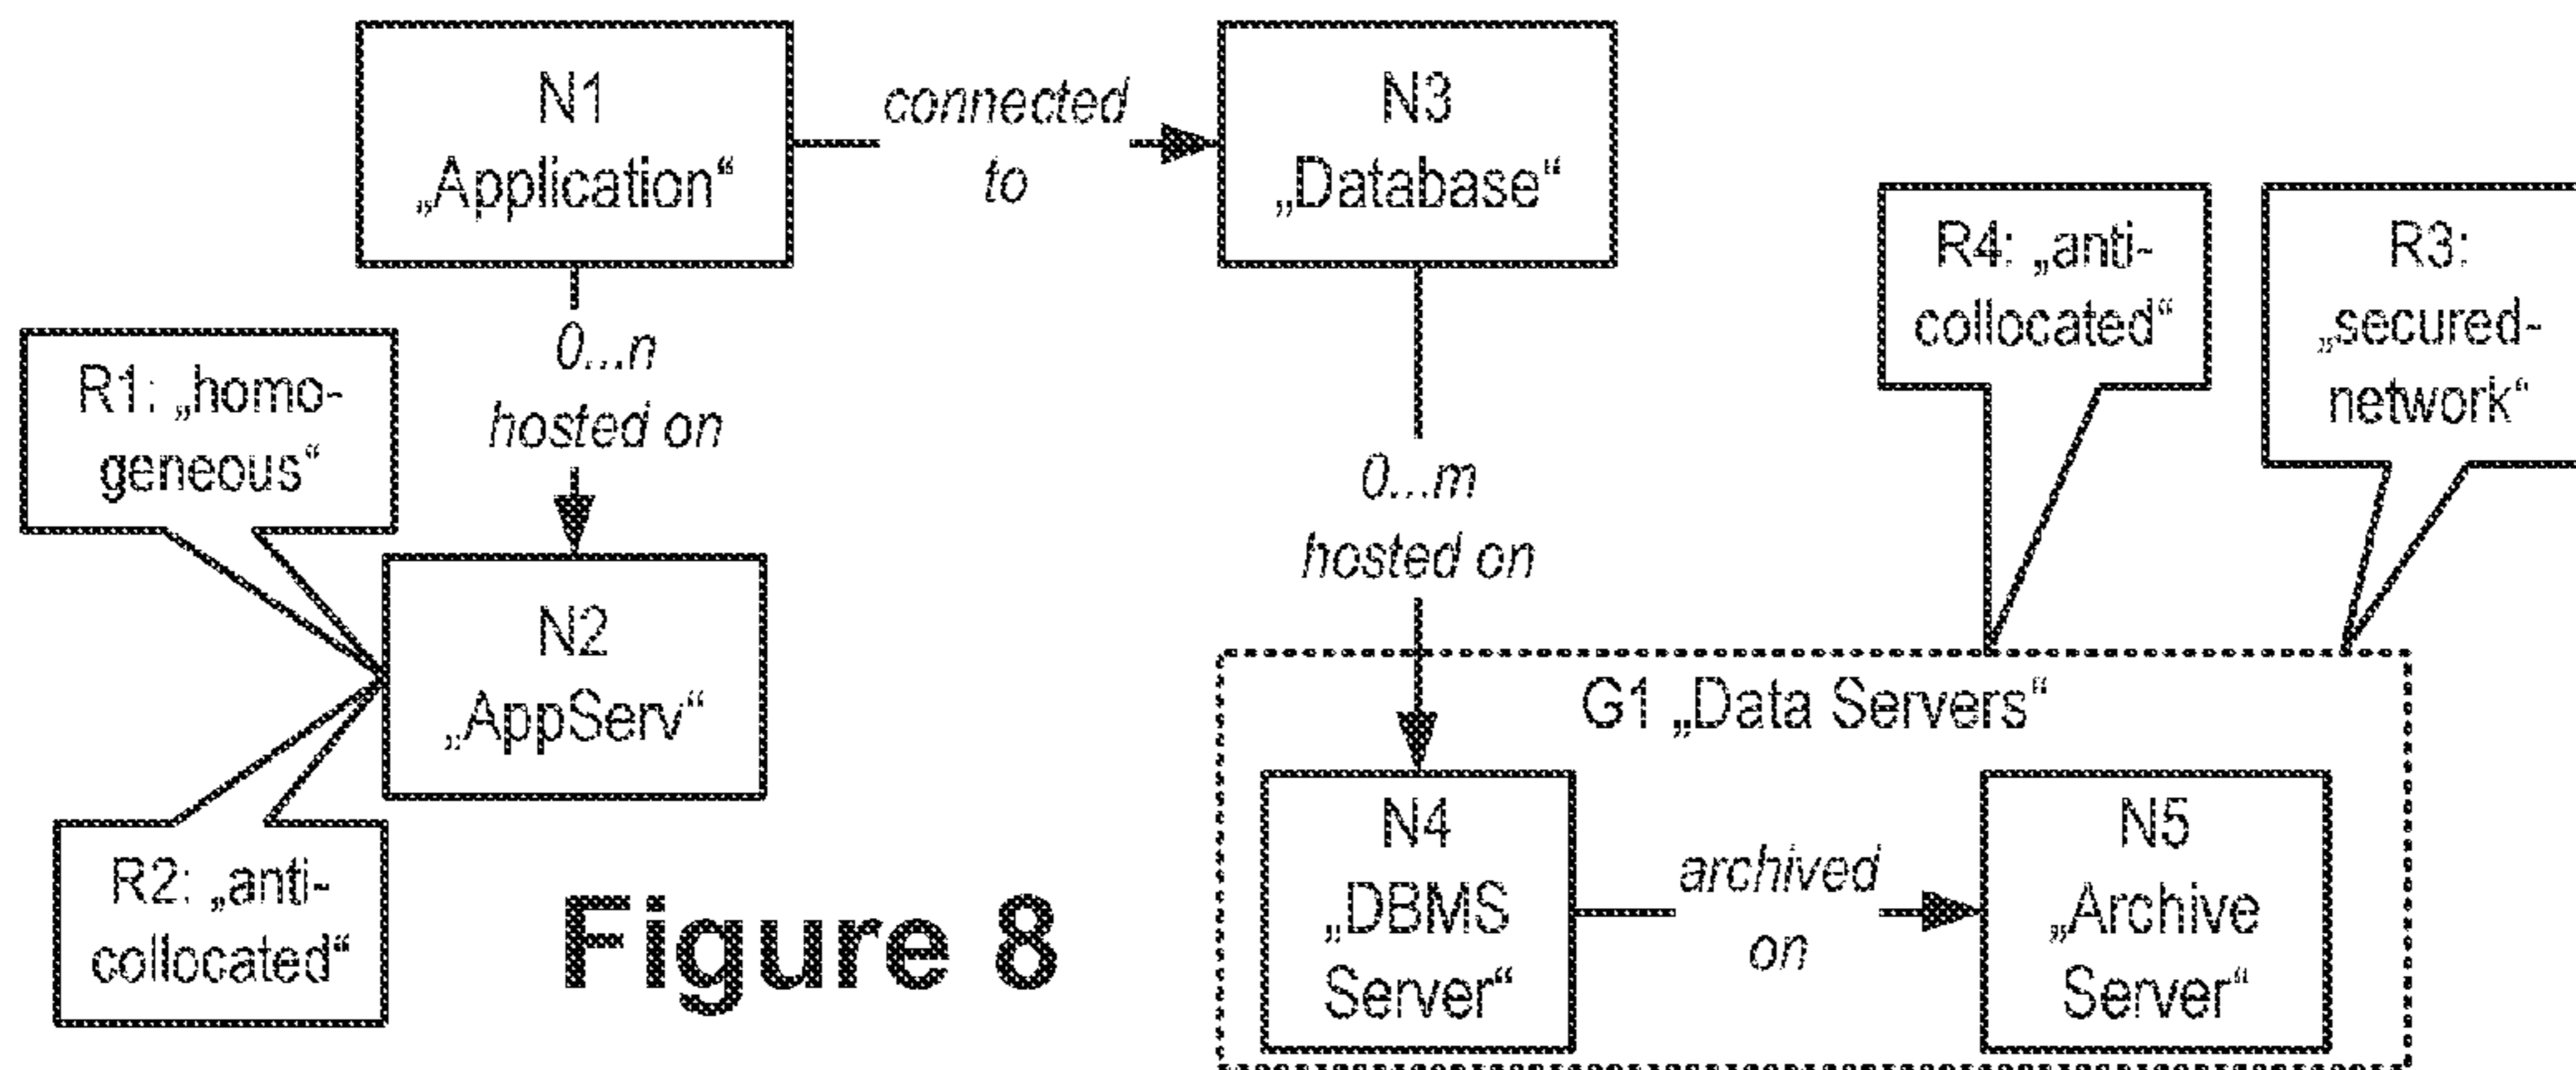 N1
„Application“
connected
to
N3
„Database“
R4: „anti-
collocated“
R3:
„secured-
network“
0...n
hosted on
R1: „homo-
geneous“
0...m
hosted on
N2
„AppServ“
G1 „Data Servers“
R2: „anti-
collocated“
N4
„DBMS
Server“
archived
on
N5
„Archive
Server“
Figure 8